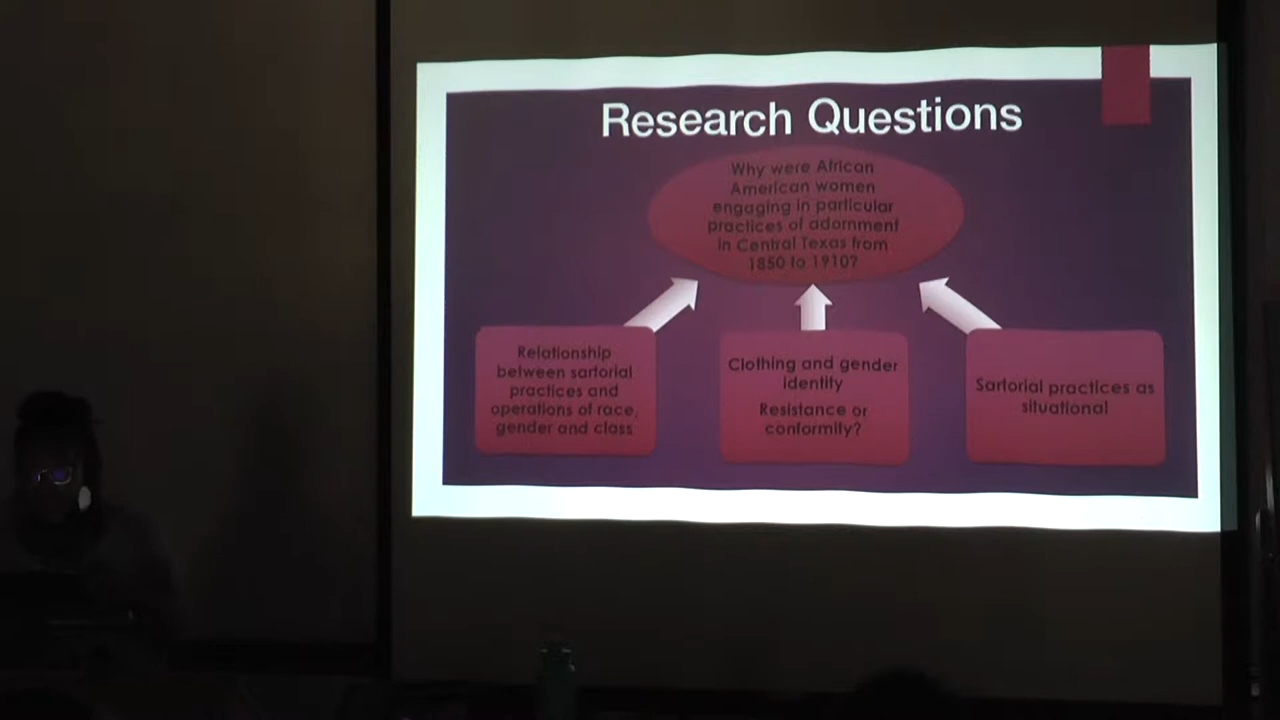 Research Questions
Why were African
American women
engaging in particular
practices of adornment
in Central Texas from
1850 to 1910?
Relationship
between sartorial
practices and
operations of race,
gender and class
Clothing and gender
identity
Resistance or
conformity?
Sartorial practices as
situational